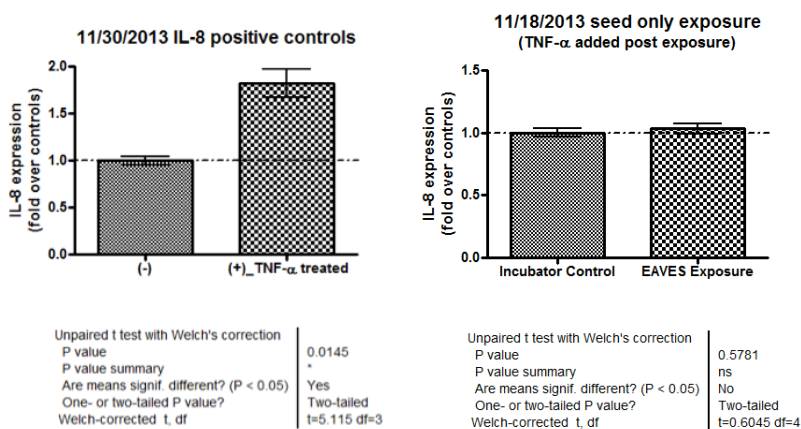 11/30/2013 IL-8 positive controls
2.0
1.5
1.0
0.5
0.0
IL-8 expression
(fold over controls)
(-)
(+)_TNF-α treated
Unpaired t test with Welch's correction
P value 0.0145
P value summary *
Are means signif. different? (P < 0.05) Yes
One- or two-tailed P value? Two-tailed
Welch-corrected t, df t=5.115 df=3
11/18/2013 seed only exposure
(TNF-α added post exposure)
1.5
1.0
0.5
0.0
IL-8 expression
(fold over controls)
Incubator Control
EAVES Exposure
Unpaired t test with Welch's correction
P value 0.5781
P value summary ns
Are means signif. different? (P < 0.05) No
One- or two-tailed P value? Two-tailed
Welch-corrected t, df t=0.6045 df=4